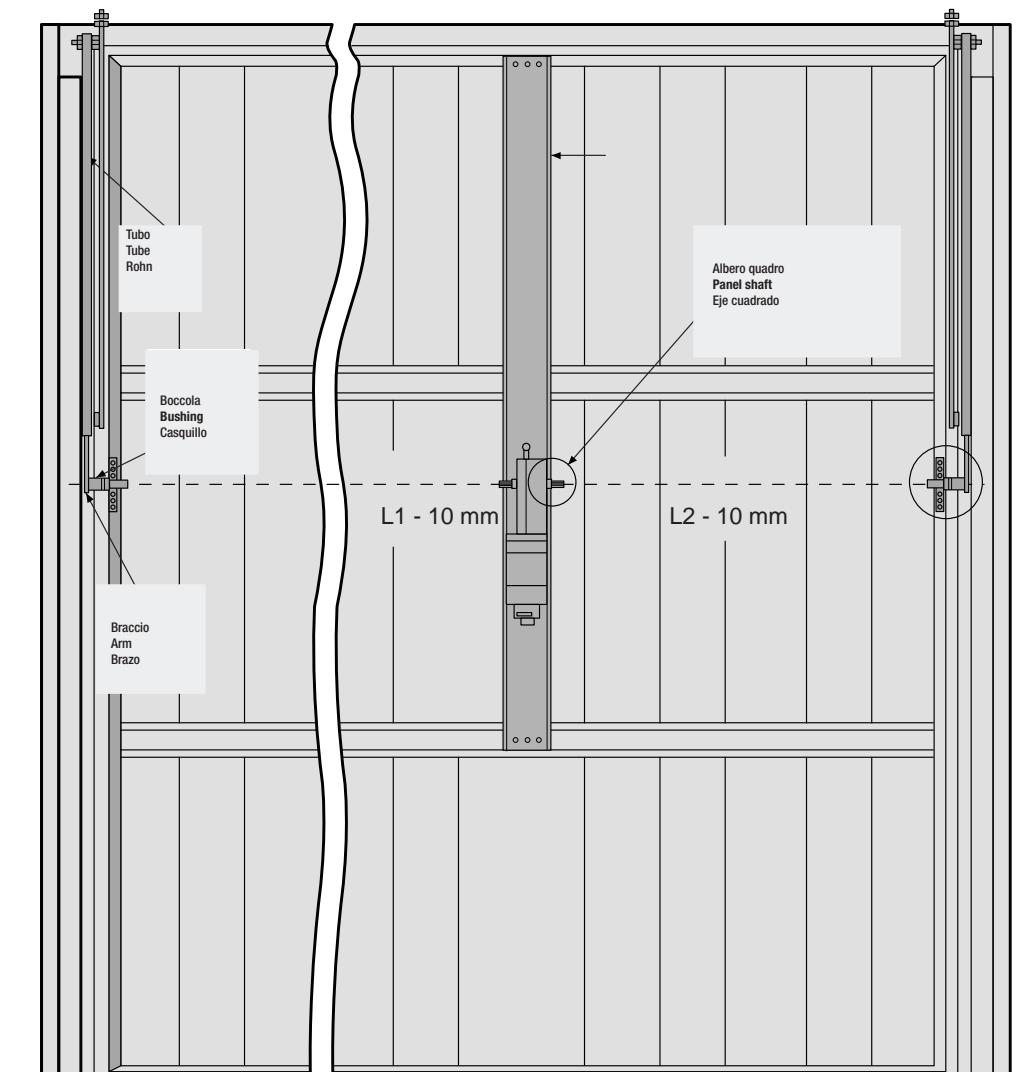 Tubo
Tube
Rohn
Albero quadro
Panel shaft
Eje cuadrado
Boccola
Bushing
Casquillo
L1 - 10 mm
L2 - 10 mm
Braccio
Arm
Brazo